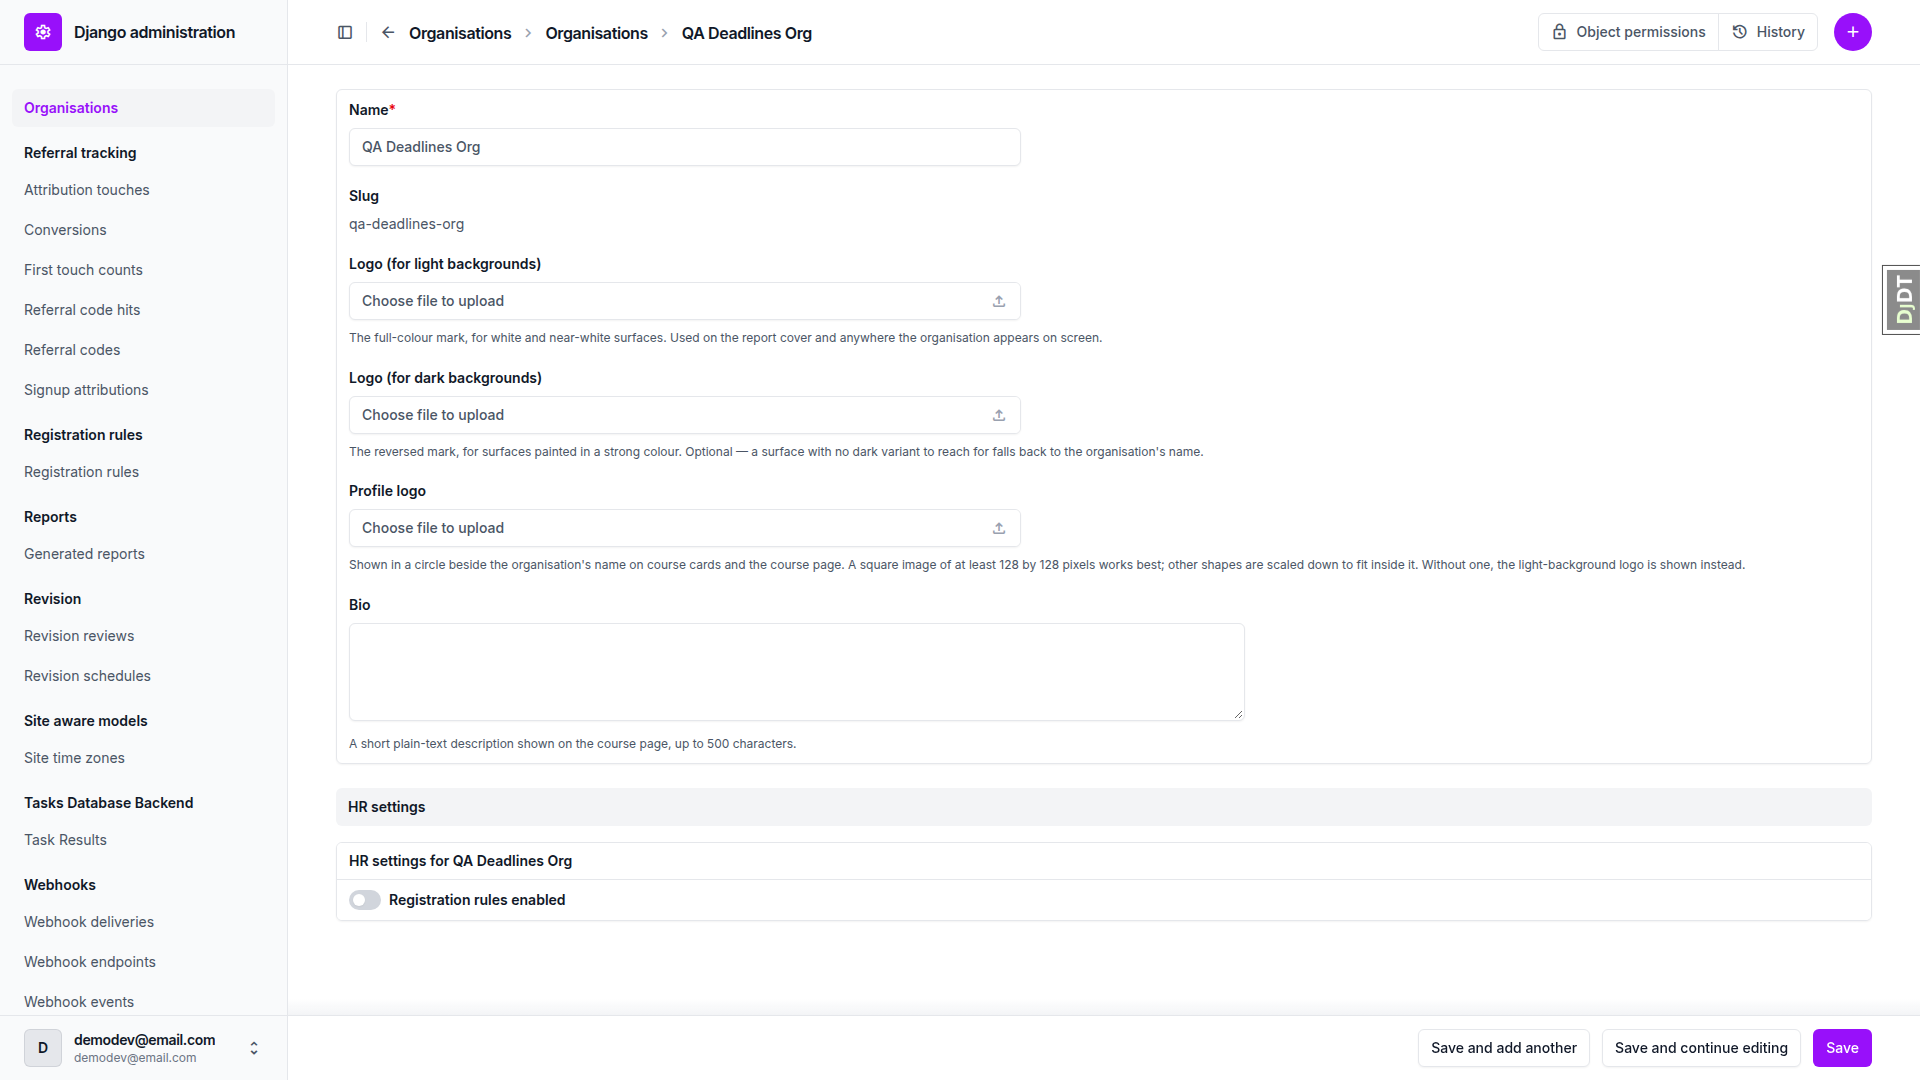 Django administration
Organisations
Referral tracking
Attribution touches
Conversions
First touch counts
Referral code hits
Referral codes
Signup attributions
Registration rules
Registration rules
Reports
Generated reports
Revision
Revision reviews
Revision schedules
Site aware models
Site time zones
Tasks Database Backend
Task Results
Webhooks
Webhook deliveries
Webhook endpoints
Webhook events
D
demodev@email.com
demodev@email.com
Organisations
Organisations
QA Deadlines Org
Object permissions
History
Name*
QA Deadlines Org
Slug
qa-deadlines-org
Logo (for light backgrounds)
Choose file to upload
The full-colour mark, for white and near-white surfaces. Used on the report cover and anywhere the organisation appears on screen.
Logo (for dark backgrounds)
Choose file to upload
The reversed mark, for surfaces painted in a strong colour. Optional — a surface with no dark variant to reach for falls back to the organisation's name.
Profile logo
Choose file to upload
Shown in a circle beside the organisation's name on course cards and the course page. A square image of at least 128 by 128 pixels works best; other shapes are scaled down to fit inside it. Without one, the light-background logo is shown instead.
Bio
A short plain-text description shown on the course page, up to 500 characters.
HR settings
HR settings for QA Deadlines Org
Registration rules enabled
DjDT
Save and add another
Save and continue editing
Save